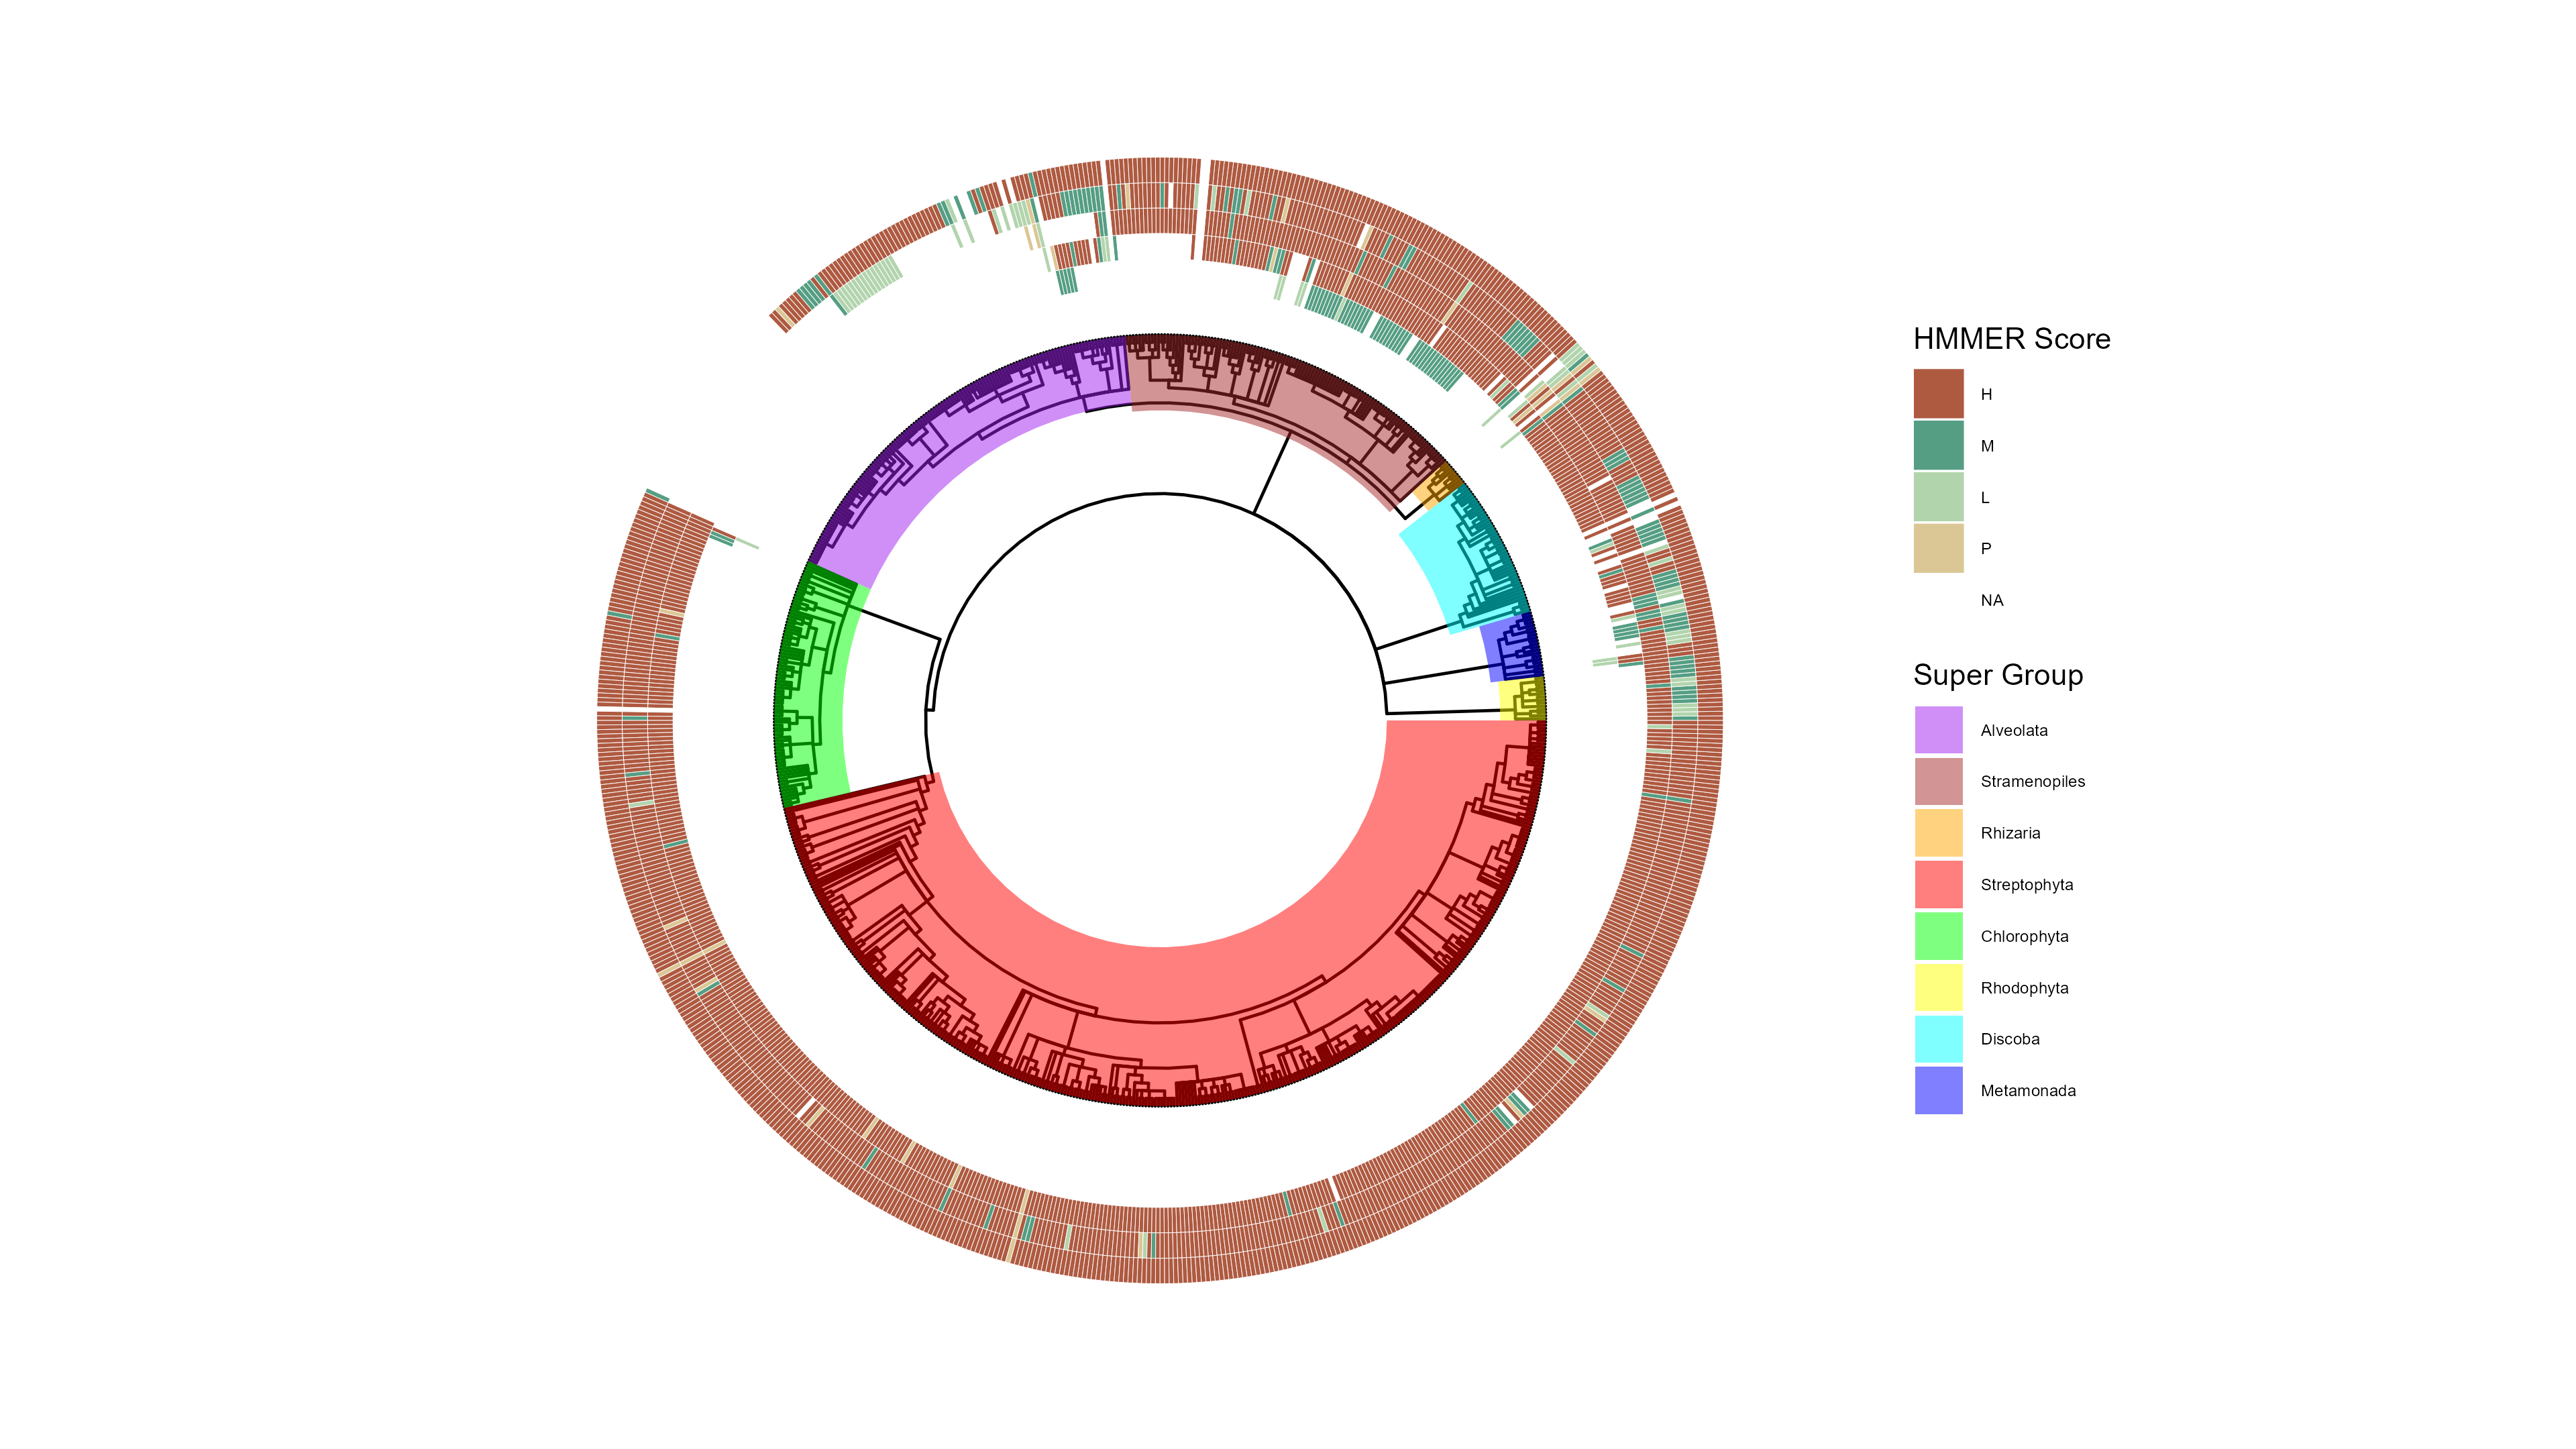 HMMER Score
H
M
L
P
NA
Super Group
Alveolata
Stramenopiles
Rhizaria
Streptophyta
Chlorophyta
Rhodophyta
Discoba
Metamonada